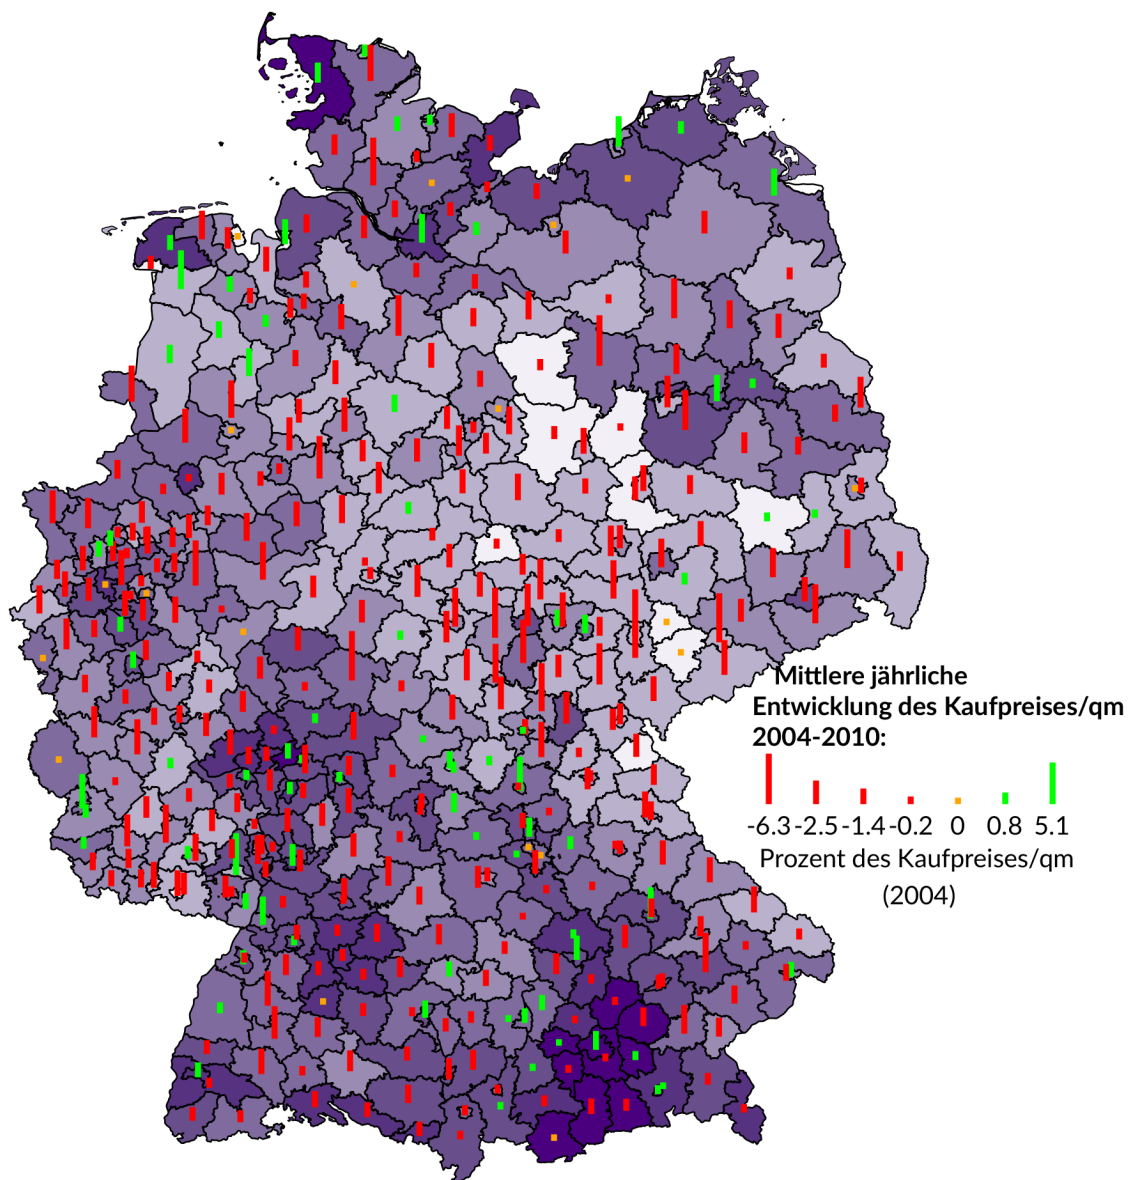 Mittlere jährliche
Entwicklung des Kaufpreises/qm
2004-2010:
-6.3 -2.5 -1.4 -0.2 0 0.8 5.1
Prozent des Kaufpreises/qm
(2004)